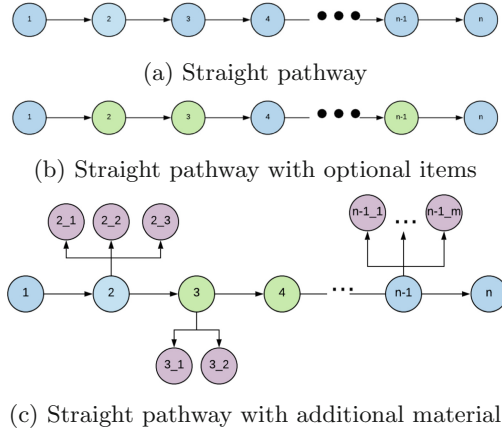 1 2 3 4 ●●● n-1 n
(a) Straight pathway
1 2 3 4 ●●● n-1 n
(b) Straight pathway with optional items
2_1 2_2 2_3 n-1_1 ... n-1_m
1 2 3 4 ... n-1 n
3_1 3_2
(c) Straight pathway with additional material